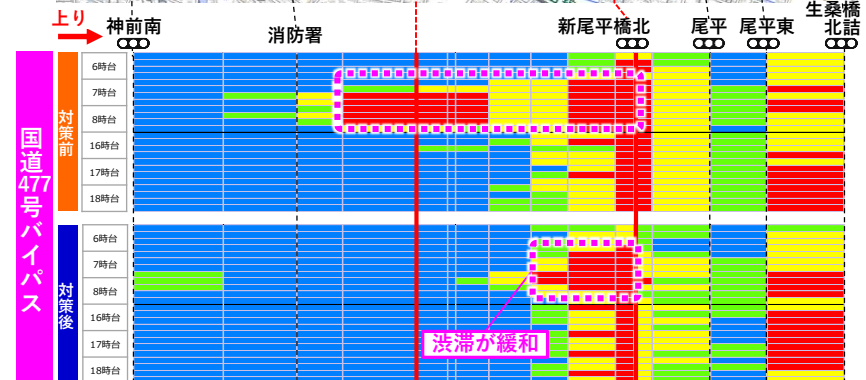 上り
神前南
消防署
新尾平橋北
尾平
尾平東
生桑橋
北詰
国道477号バイパス
対策前
6時台
7時台
8時台
16時台
17時台
18時台
対策後
6時台
7時台
8時台
16時台
17時台
18時台
渋滞が緩和